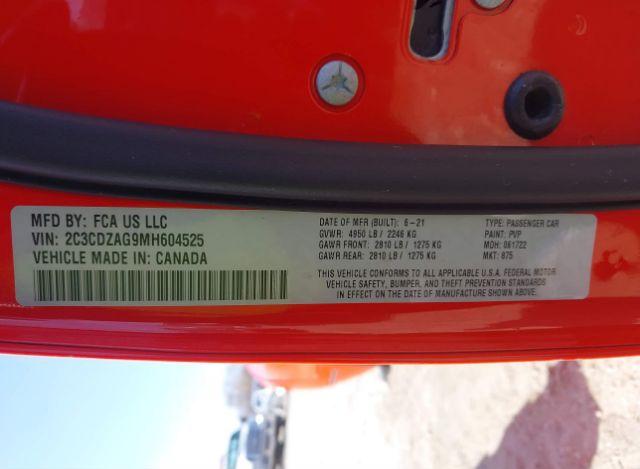 MFD BY: FCA US LLC
VIN: 2C3CDZAG9MH604525
VEHICLE MADE IN: CANADA
DATE OF MFR (BUILT): 6-21
GVWR: 4950 LB / 2246 KG
GAWR FRONT: 2810 LB / 1275 KG
GAWR REAR: 2810 LB / 1275 KG
TYPE: PASSENGER CAR
PAINT: PVP
MDH: 061722
MKT: 875
THIS VEHICLE CONFORMS TO ALL APPLICABLE U.S.A. FEDERAL MOTOR
VEHICLE SAFETY, BUMPER, AND THEFT PREVENTION STANDARDS
IN EFFECT ON THE DATE OF MANUFACTURE SHOWN ABOVE.